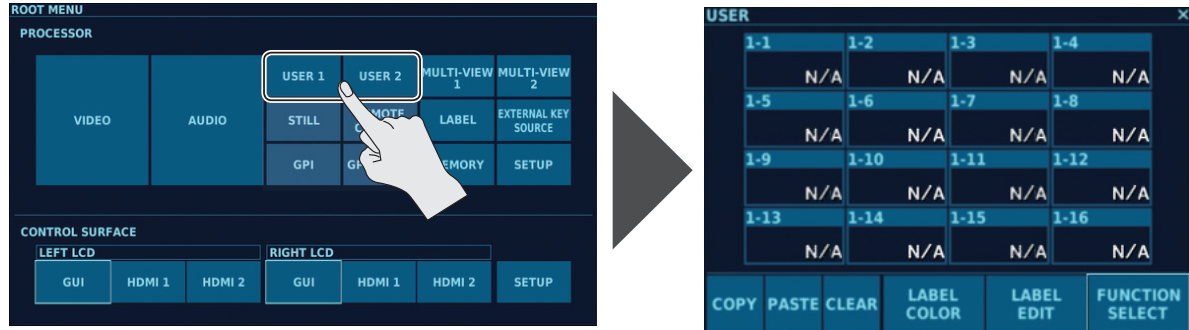 ROOT MENU
PROCESSOR
VIDEO
AUDIO
USER 1
USER 2
MULTI-VIEW
1
MULTI-VIEW
2
STILL
LABEL
EXTERNAL KEY
SOURCE
GPI
SETUP
CONTROL SURFACE
LEFT LCD
RIGHT LCD
GUI
HDMI 1
HDMI 2
GUI
HDMI 1
HDMI 2
SETUP
USER ×
1-1
N/A
1-2
N/A
1-3
N/A
1-4
N/A
1-5
N/A
1-6
N/A
1-7
N/A
1-8
N/A
1-9
N/A
1-10
N/A
1-11
N/A
1-12
N/A
1-13
N/A
1-14
N/A
1-15
N/A
1-16
N/A
COPY
PASTE
CLEAR
LABEL
COLOR
LABEL
EDIT
FUNCTION
SELECT